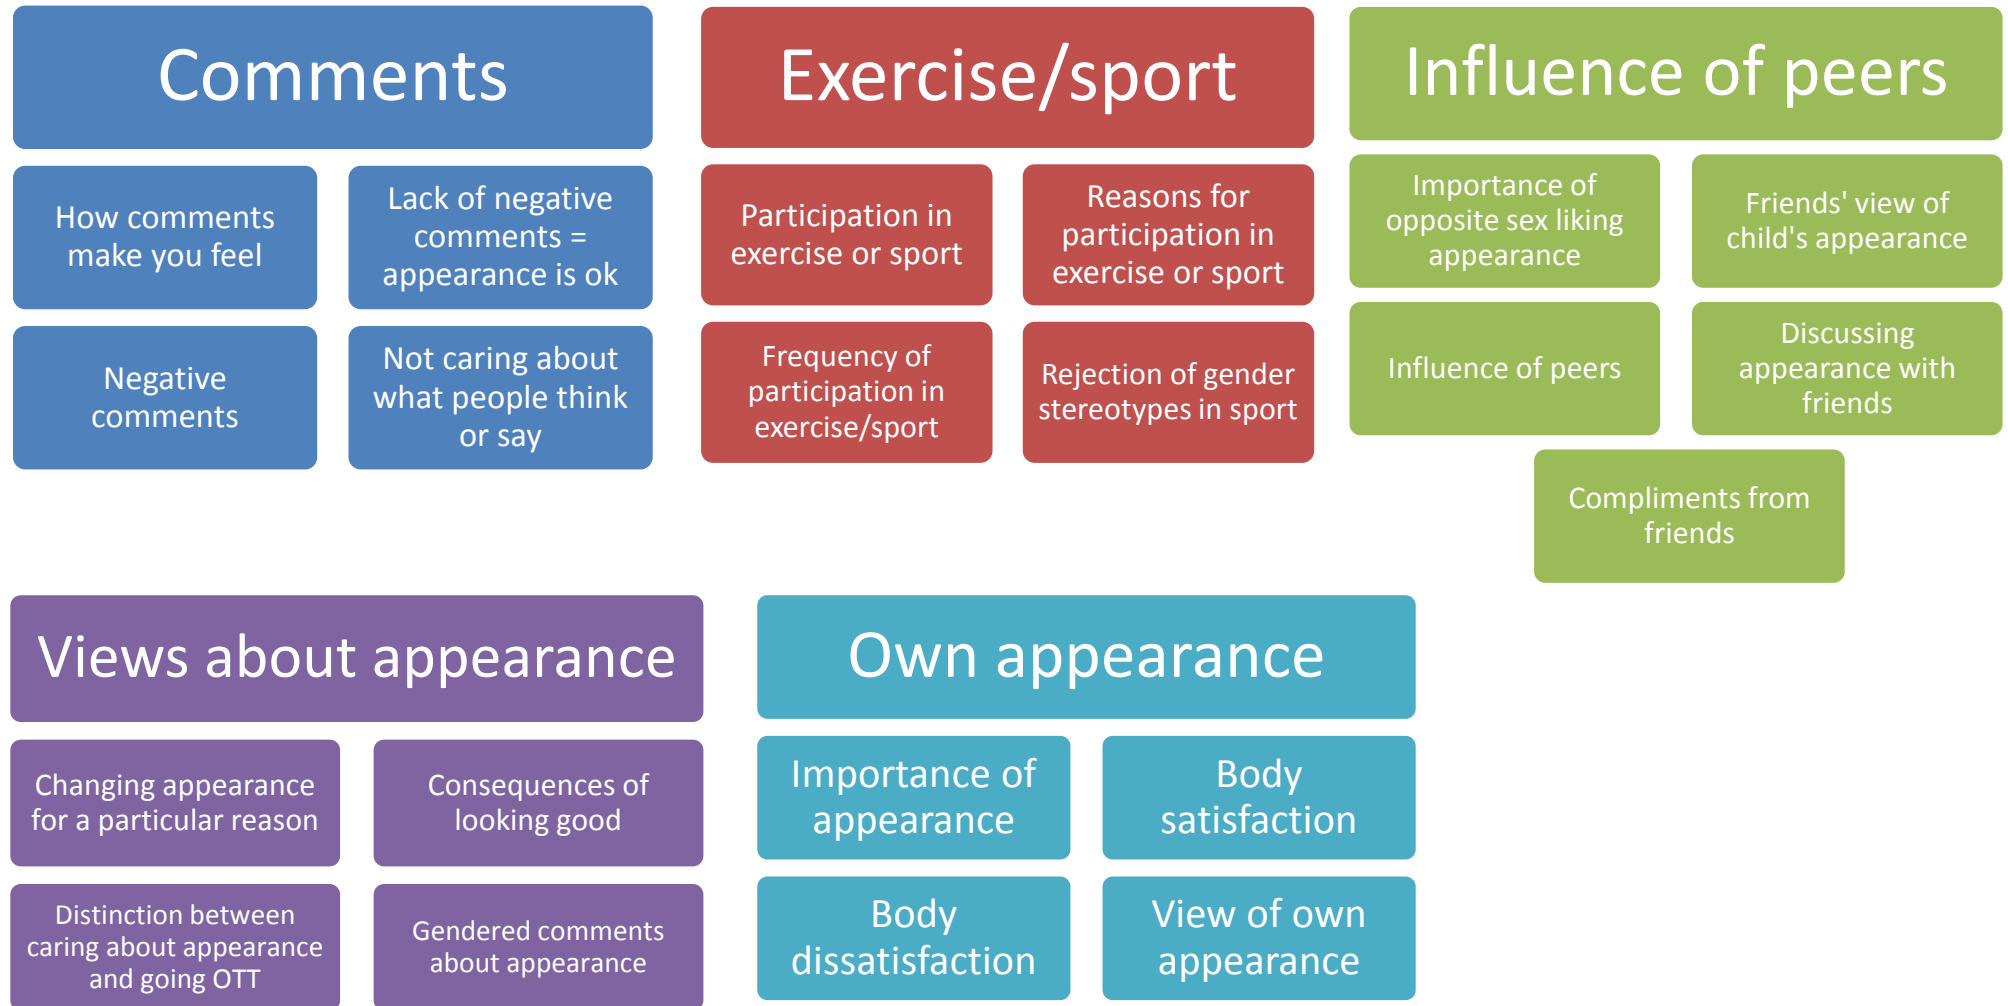 Comments
How comments
make you feel
Lack of negative
comments =
appearance is ok
Negative
comments
Not caring about
what people think
or say
Exercise/sport
Participation in
exercise or sport
Reasons for
participation in
exercise or sport
Frequency of
participation in
exercise/sport
Rejection of gender
stereotypes in sport
Influence of peers
Importance of
opposite sex liking
appearance
Friends' view of
child's appearance
Influence of peers
Discussing
appearance with
friends
Compliments from
friends
Views about appearance
Changing appearance
for a particular reason
Consequences of
looking good
Distinction between
caring about appearance
and going OTT
Gendered comments
about appearance
Own appearance
Importance of
appearance
Body
satisfaction
Body
dissatisfaction
View of own
appearance